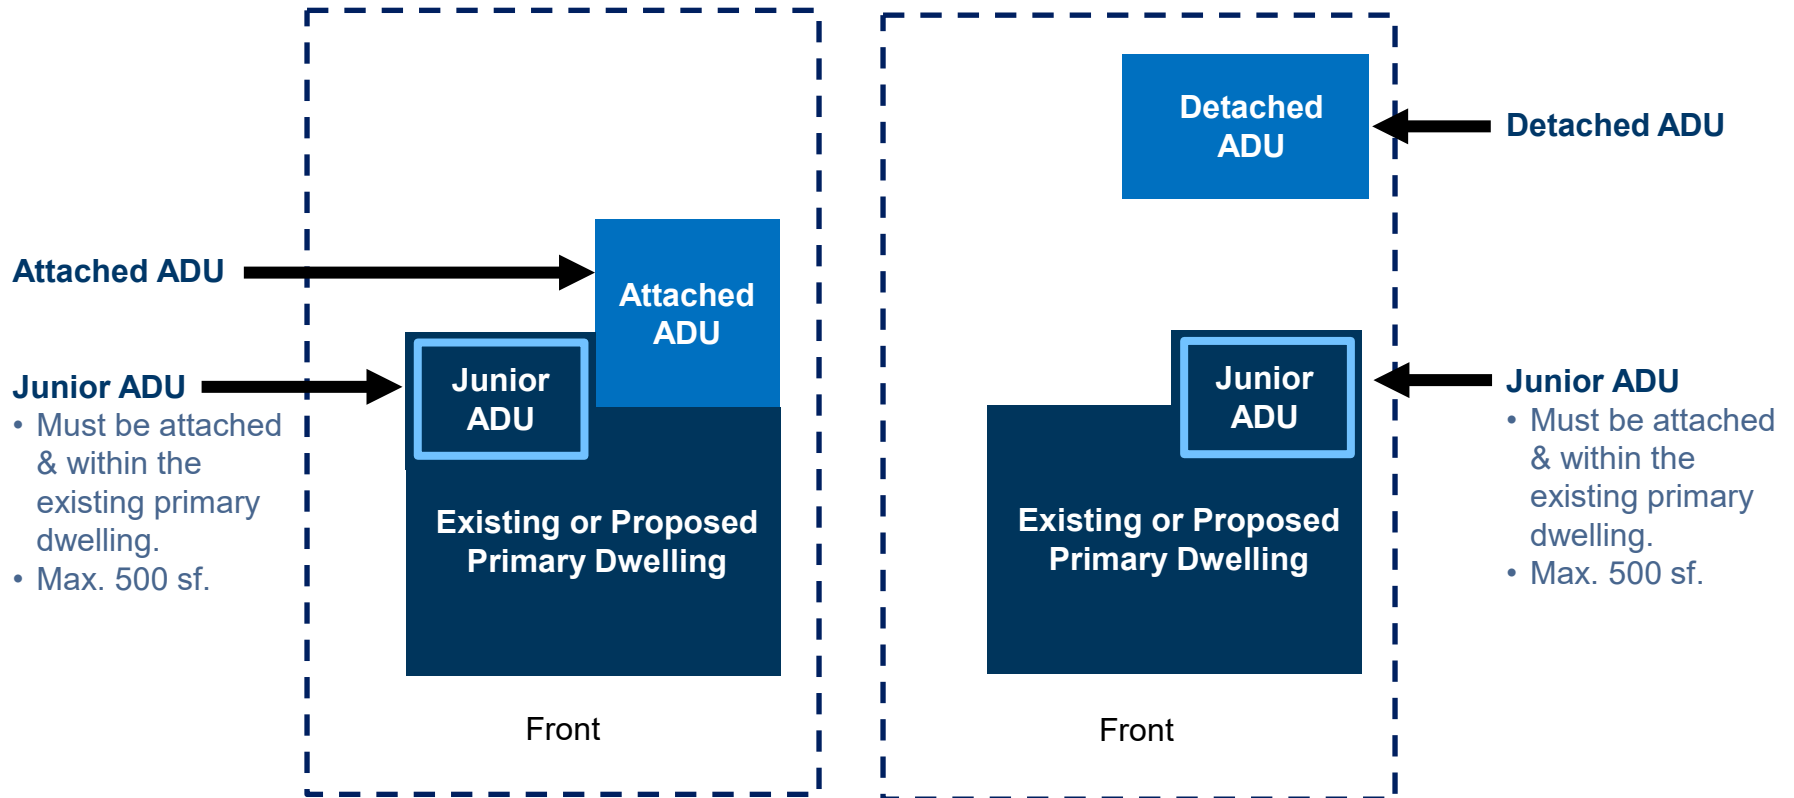 Attached ADU
Junior ADU
• Must be attached
& within the
existing primary
dwelling.
• Max. 500 sf.
Attached
ADU
Junior
ADU
Existing or Proposed
Primary Dwelling
Front
Detached
ADU
Junior
ADU
Existing or Proposed
Primary Dwelling
Front
Detached ADU
Junior ADU
• Must be attached
& within the
existing primary
dwelling.
• Max. 500 sf.